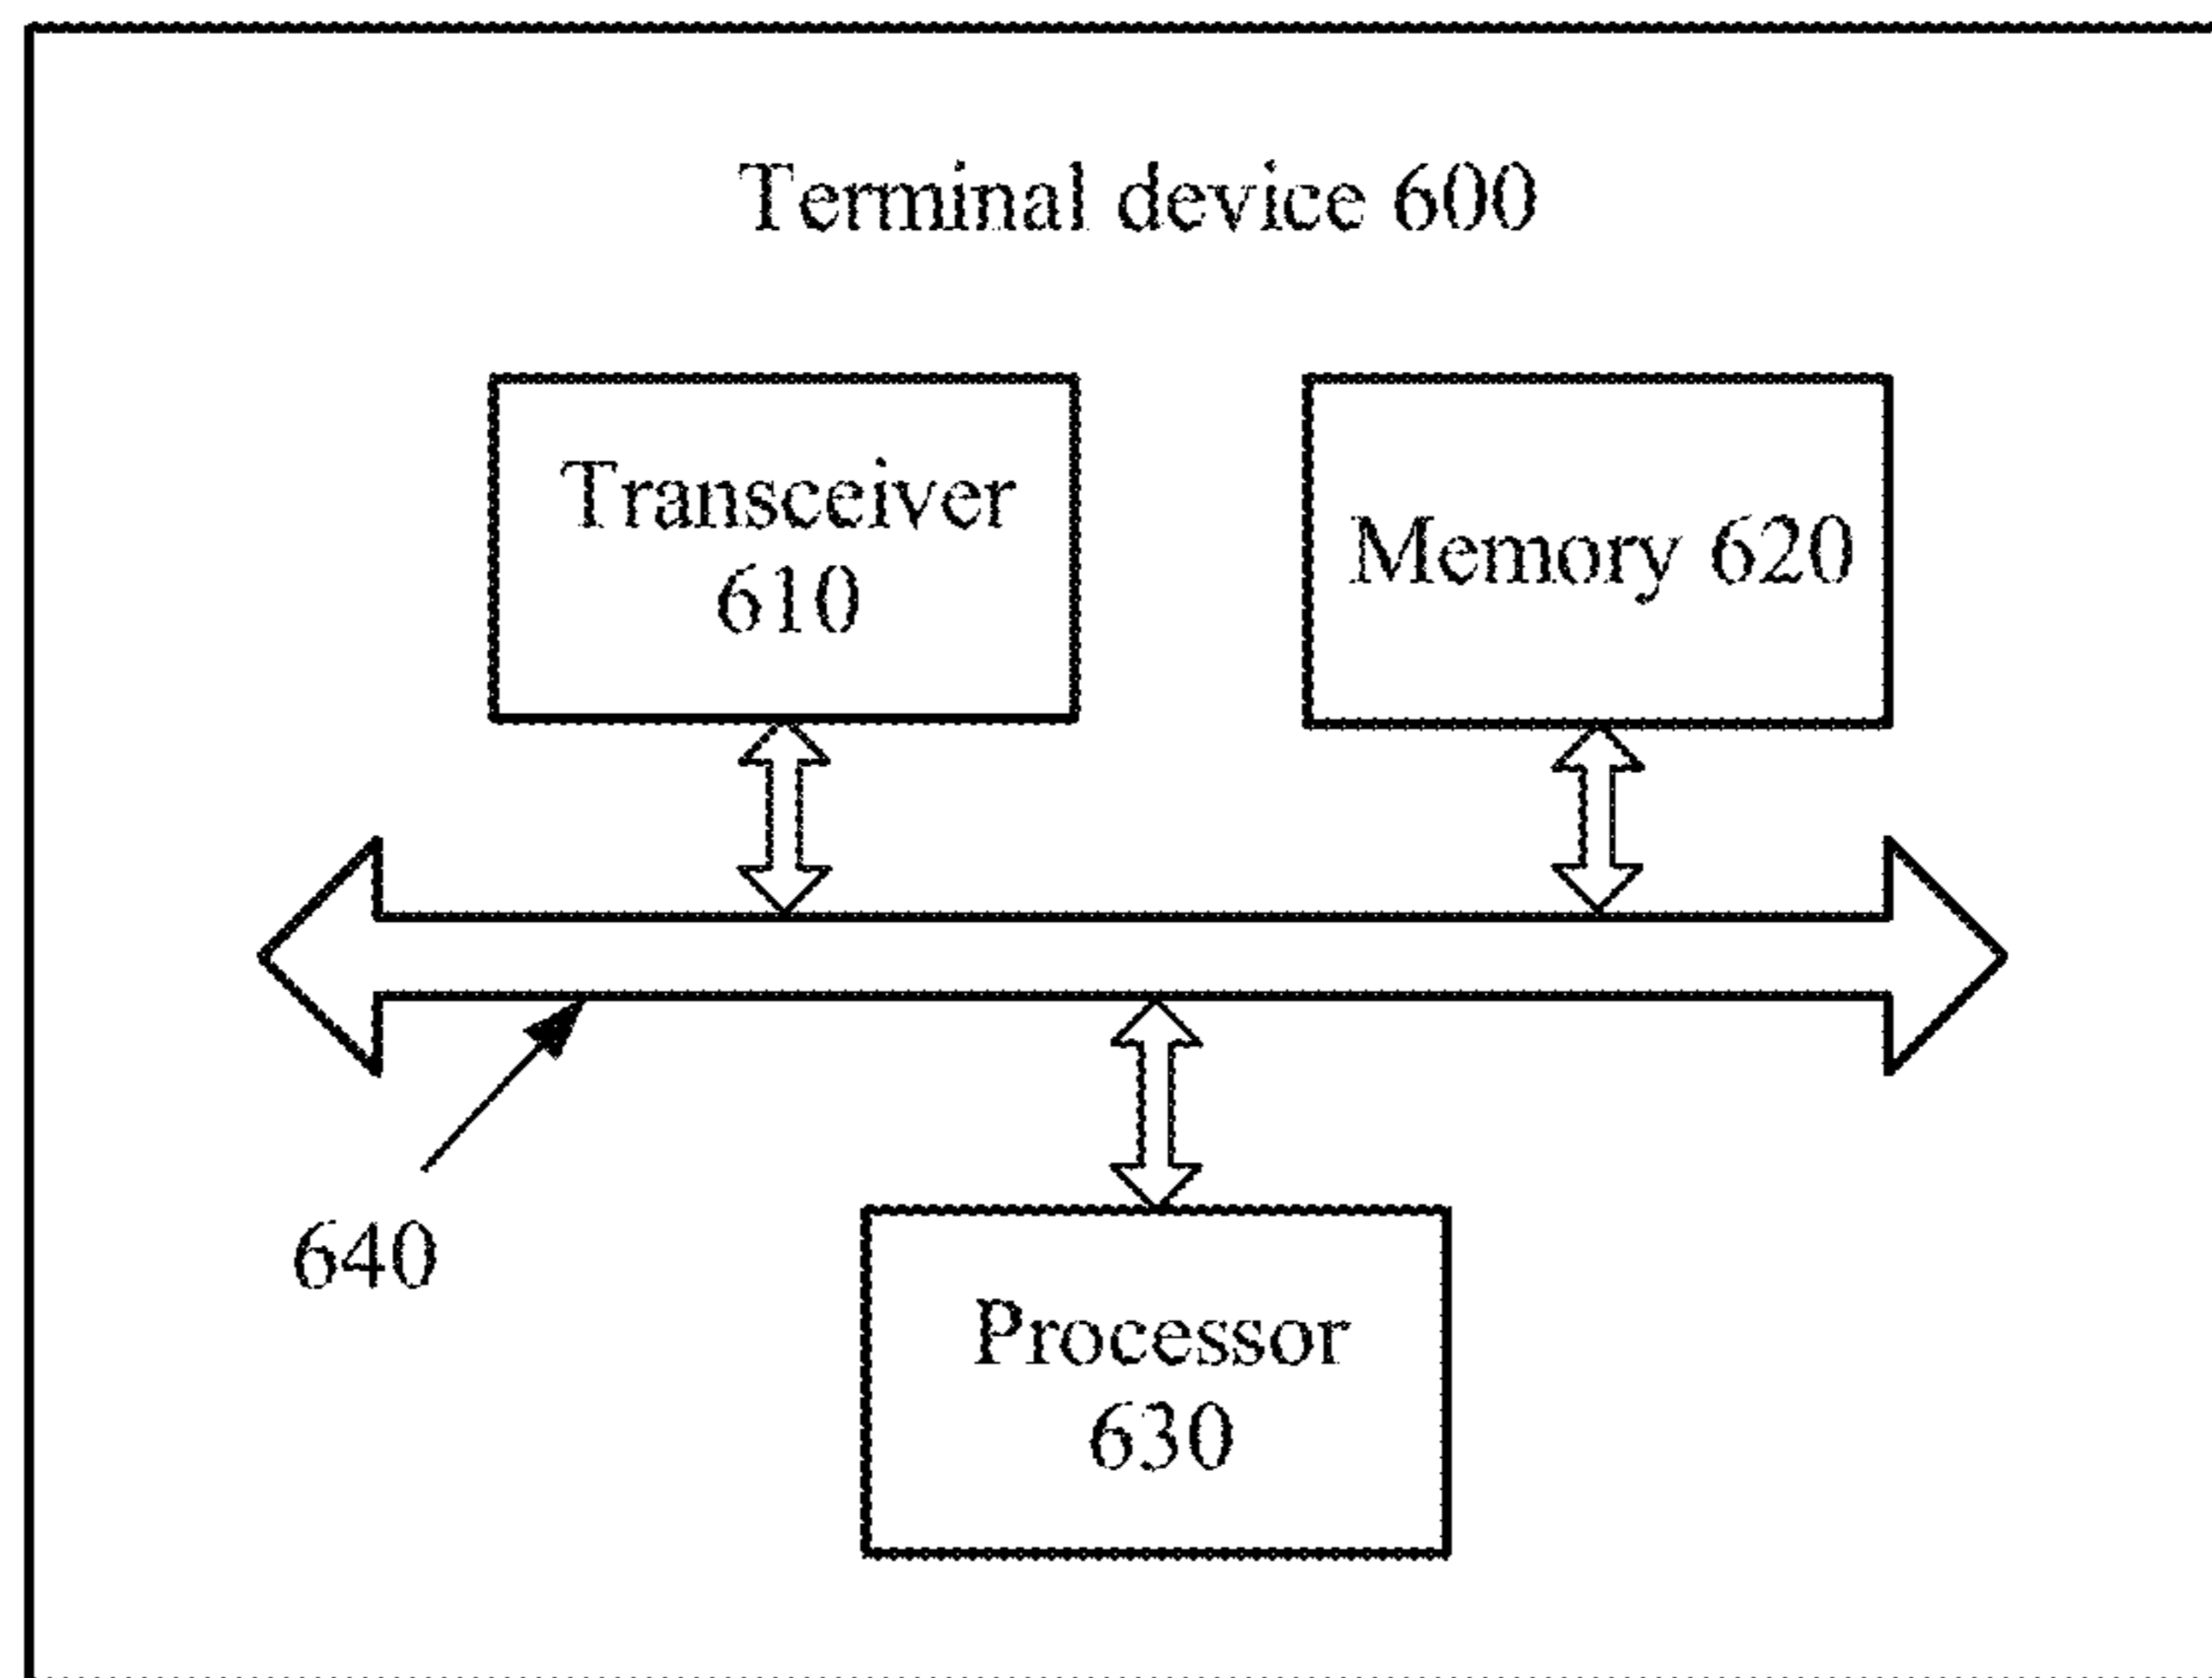 Terminal device 600
Transceiver
610
Memory 620
640
Processor
630